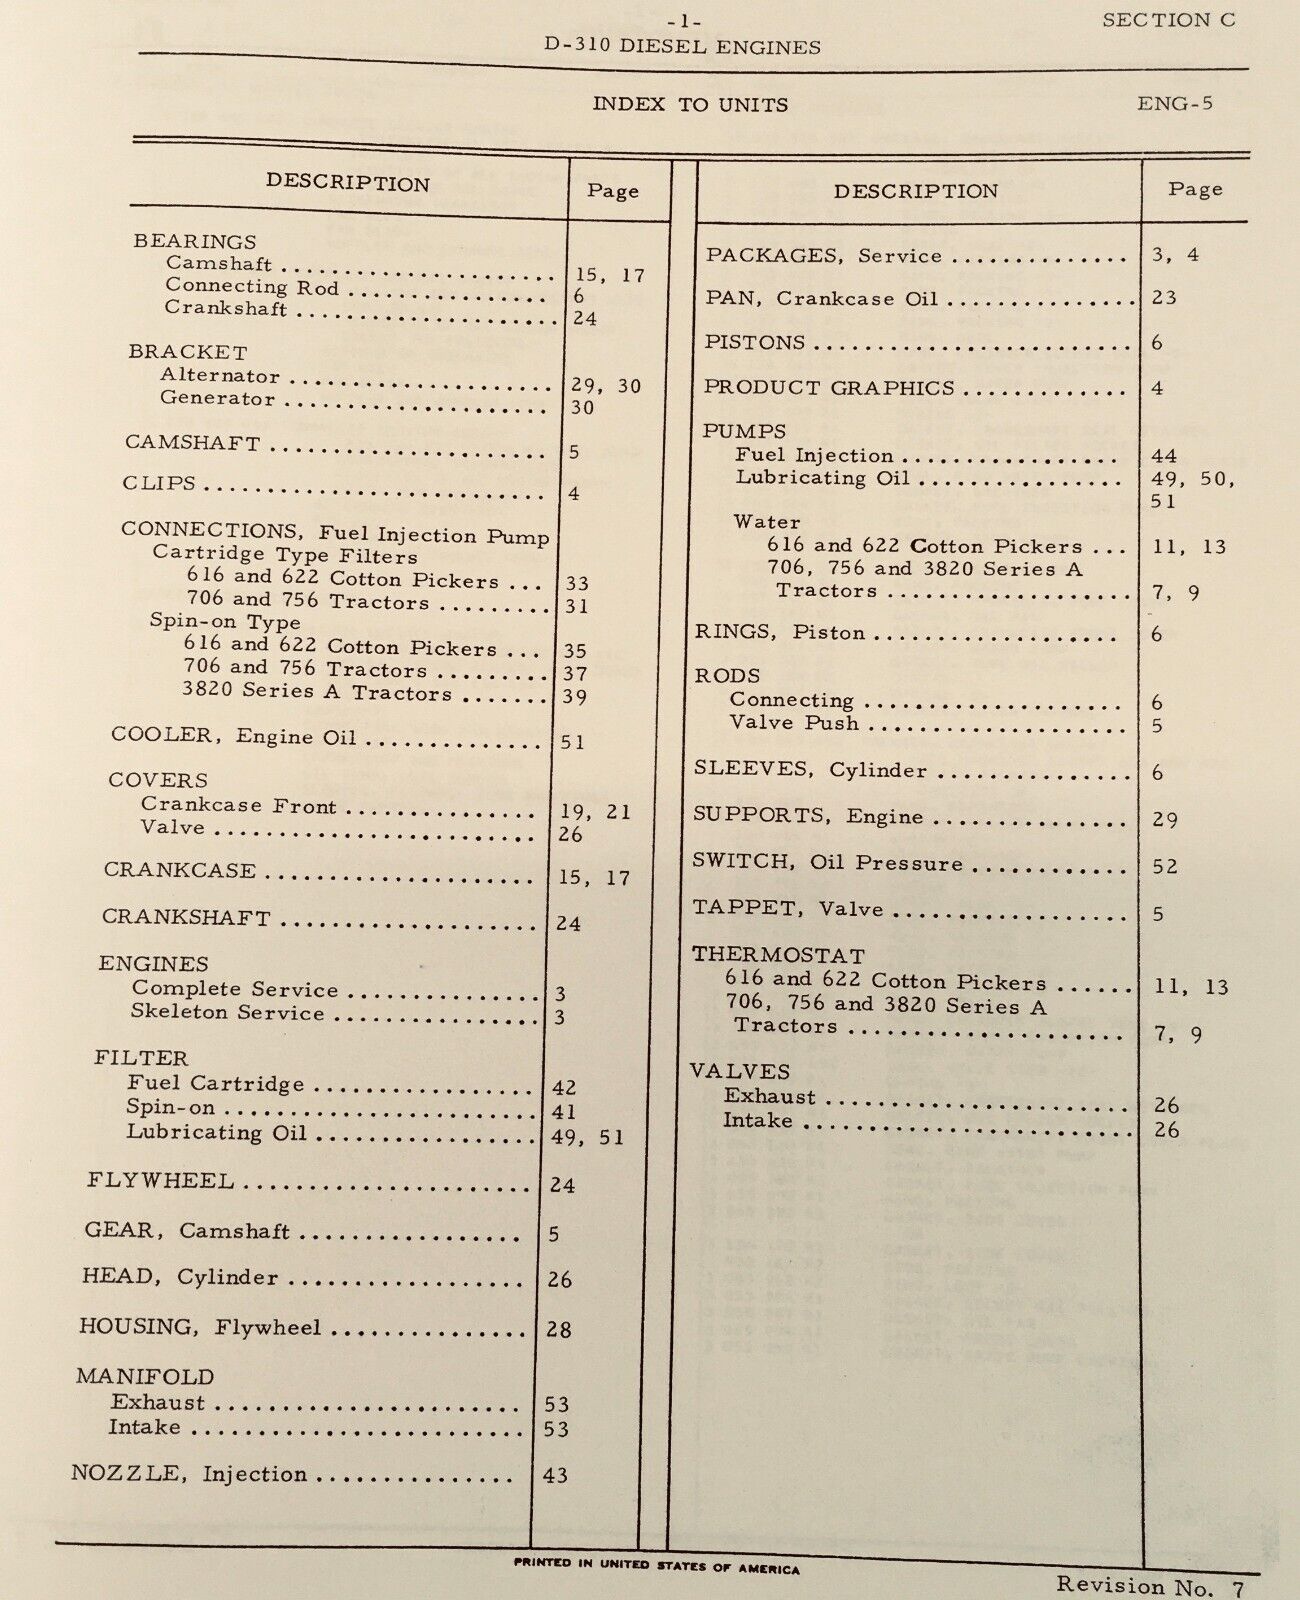 -1-
SECTION C
D-310 DIESEL ENGINES
INDEX TO UNITS
ENG-5
DESCRIPTION Page
BEARINGS
Camshaft ...................... 15, 17
Connecting Rod ................ 6
Crankshaft ..................... 24
BRACKET
Alternator ..................... 29, 30
Generator ..................... 30
CAMSHAFT ...................... 5
CLIPS ........................... 4
CONNECTIONS, Fuel Injection Pump
Cartridge Type Filters
616 and 622 Cotton Pickers ... 33
706 and 756 Tractors ......... 31
Spin-on Type
616 and 622 Cotton Pickers ... 35
706 and 756 Tractors ......... 37
3820 Series A Tractors ....... 39
COOLER, Engine Oil .............. 51
COVERS
Crankcase Front ............... 19, 21
Valve ......................... 26
CRANKCASE ..................... 15, 17
CRANKSHAFT .................... 24
ENGINES
Complete Service ............... 3
Skeleton Service ................ 3
FILTER
Fuel Cartridge ................. 42
Spin-on ........................ 41
Lubricating Oil ................. 49, 51
FLYWHEEL ...................... 24
GEAR, Camshaft .................. 5
HEAD, Cylinder ................... 26
HOUSING, Flywheel ............... 28
MANIFOLD
Exhaust ........................ 53
Intake .......................... 53
NOZZLE, Injection ................ 43
DESCRIPTION Page
PACKAGES, Service .............. 3, 4
PAN, Crankcase Oil ............... 23
PISTONS ......................... 6
PRODUCT GRAPHICS ............. 4
PUMPS
Fuel Injection ................. 44
Lubricating Oil ................ 49, 50,
51
Water
616 and 622 Cotton Pickers ... 11, 13
706, 756 and 3820 Series A
Tractors ................... 7, 9
RINGS, Piston ................... 6
RODS
Connecting .................... 6
Valve Push .................... 5
SLEEVES, Cylinder ............... 6
SUPPORTS, Engine ............... 29
SWITCH, Oil Pressure ............ 52
TAPPET, Valve .................. 5
THERMOSTAT
616 and 622 Cotton Pickers ...... 11, 13
706, 756 and 3820 Series A
Tractors ...................... 7, 9
VALVES
Exhaust ........................ 26
Intake .......................... 26
PRINTED IN UNITED STATES OF AMERICA
Revision No. 7